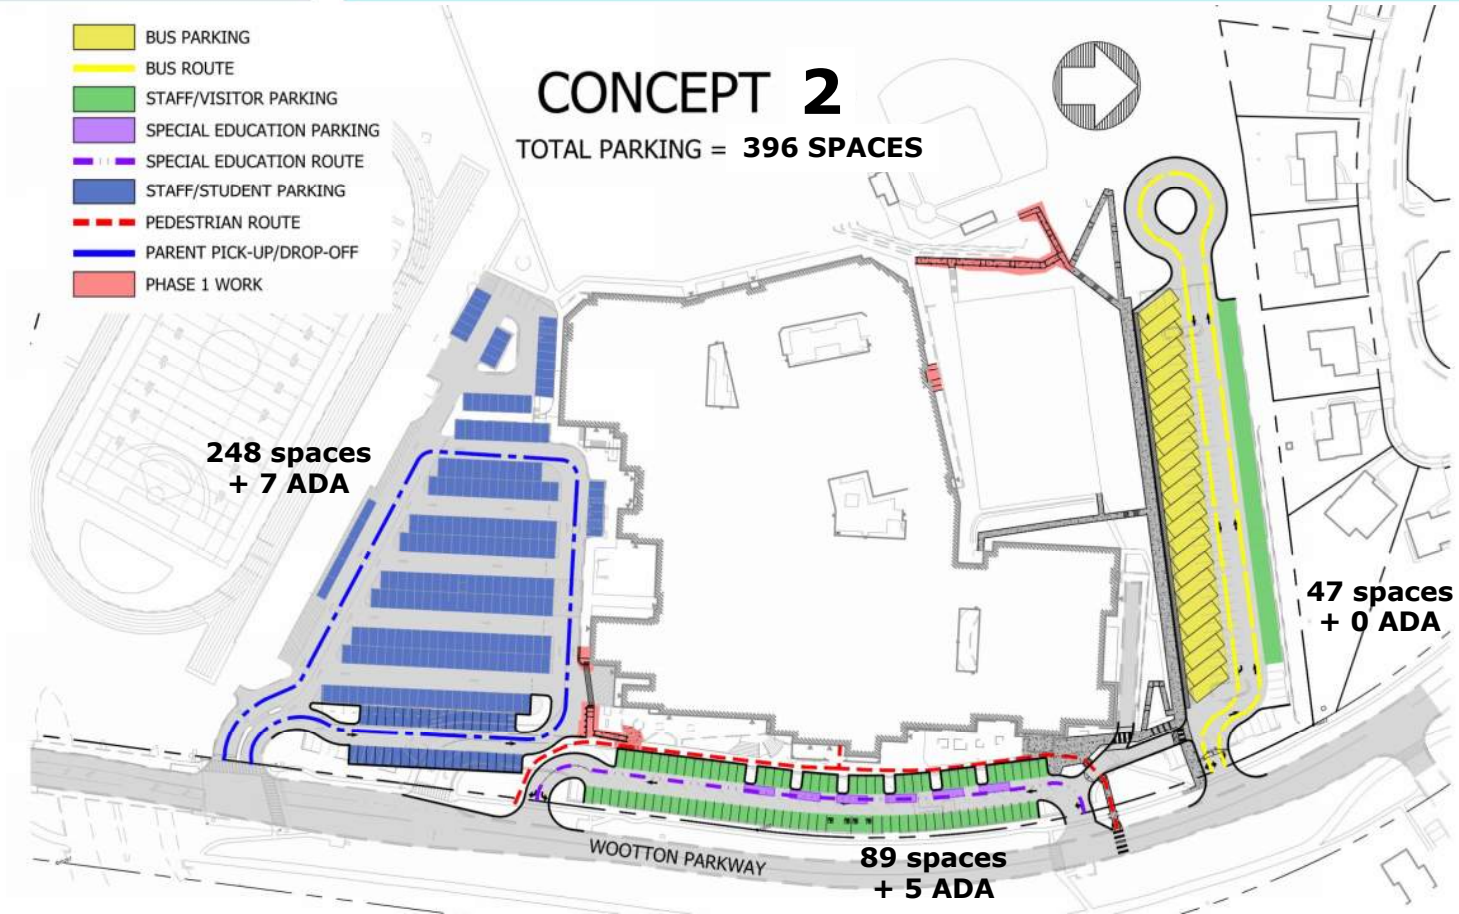 BUS PARKING
BUS ROUTE
STAFF/VISITOR PARKING
SPECIAL EDUCATION PARKING
SPECIAL EDUCATION ROUTE
STAFF/STUDENT PARKING
PEDESTRIAN ROUTE
PARENT PICK-UP/DROP-OFF
PHASE 1 WORK
CONCEPT 2
TOTAL PARKING = 396 SPACES
248 spaces
+ 7 ADA
47 spaces
+ 0 ADA
WOOTTON PARKWAY
89 spaces
+ 5 ADA